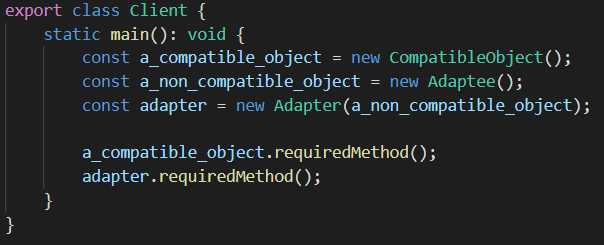 export class Client {
    static main(): void {
        const a_compatible_object = new CompatibleObject();
        const a_non_compatible_object = new Adaptee();
        const adapter = new Adapter(a_non_compatible_object);

        a_compatible_object.requiredMethod();
        adapter.requiredMethod();
    }
}